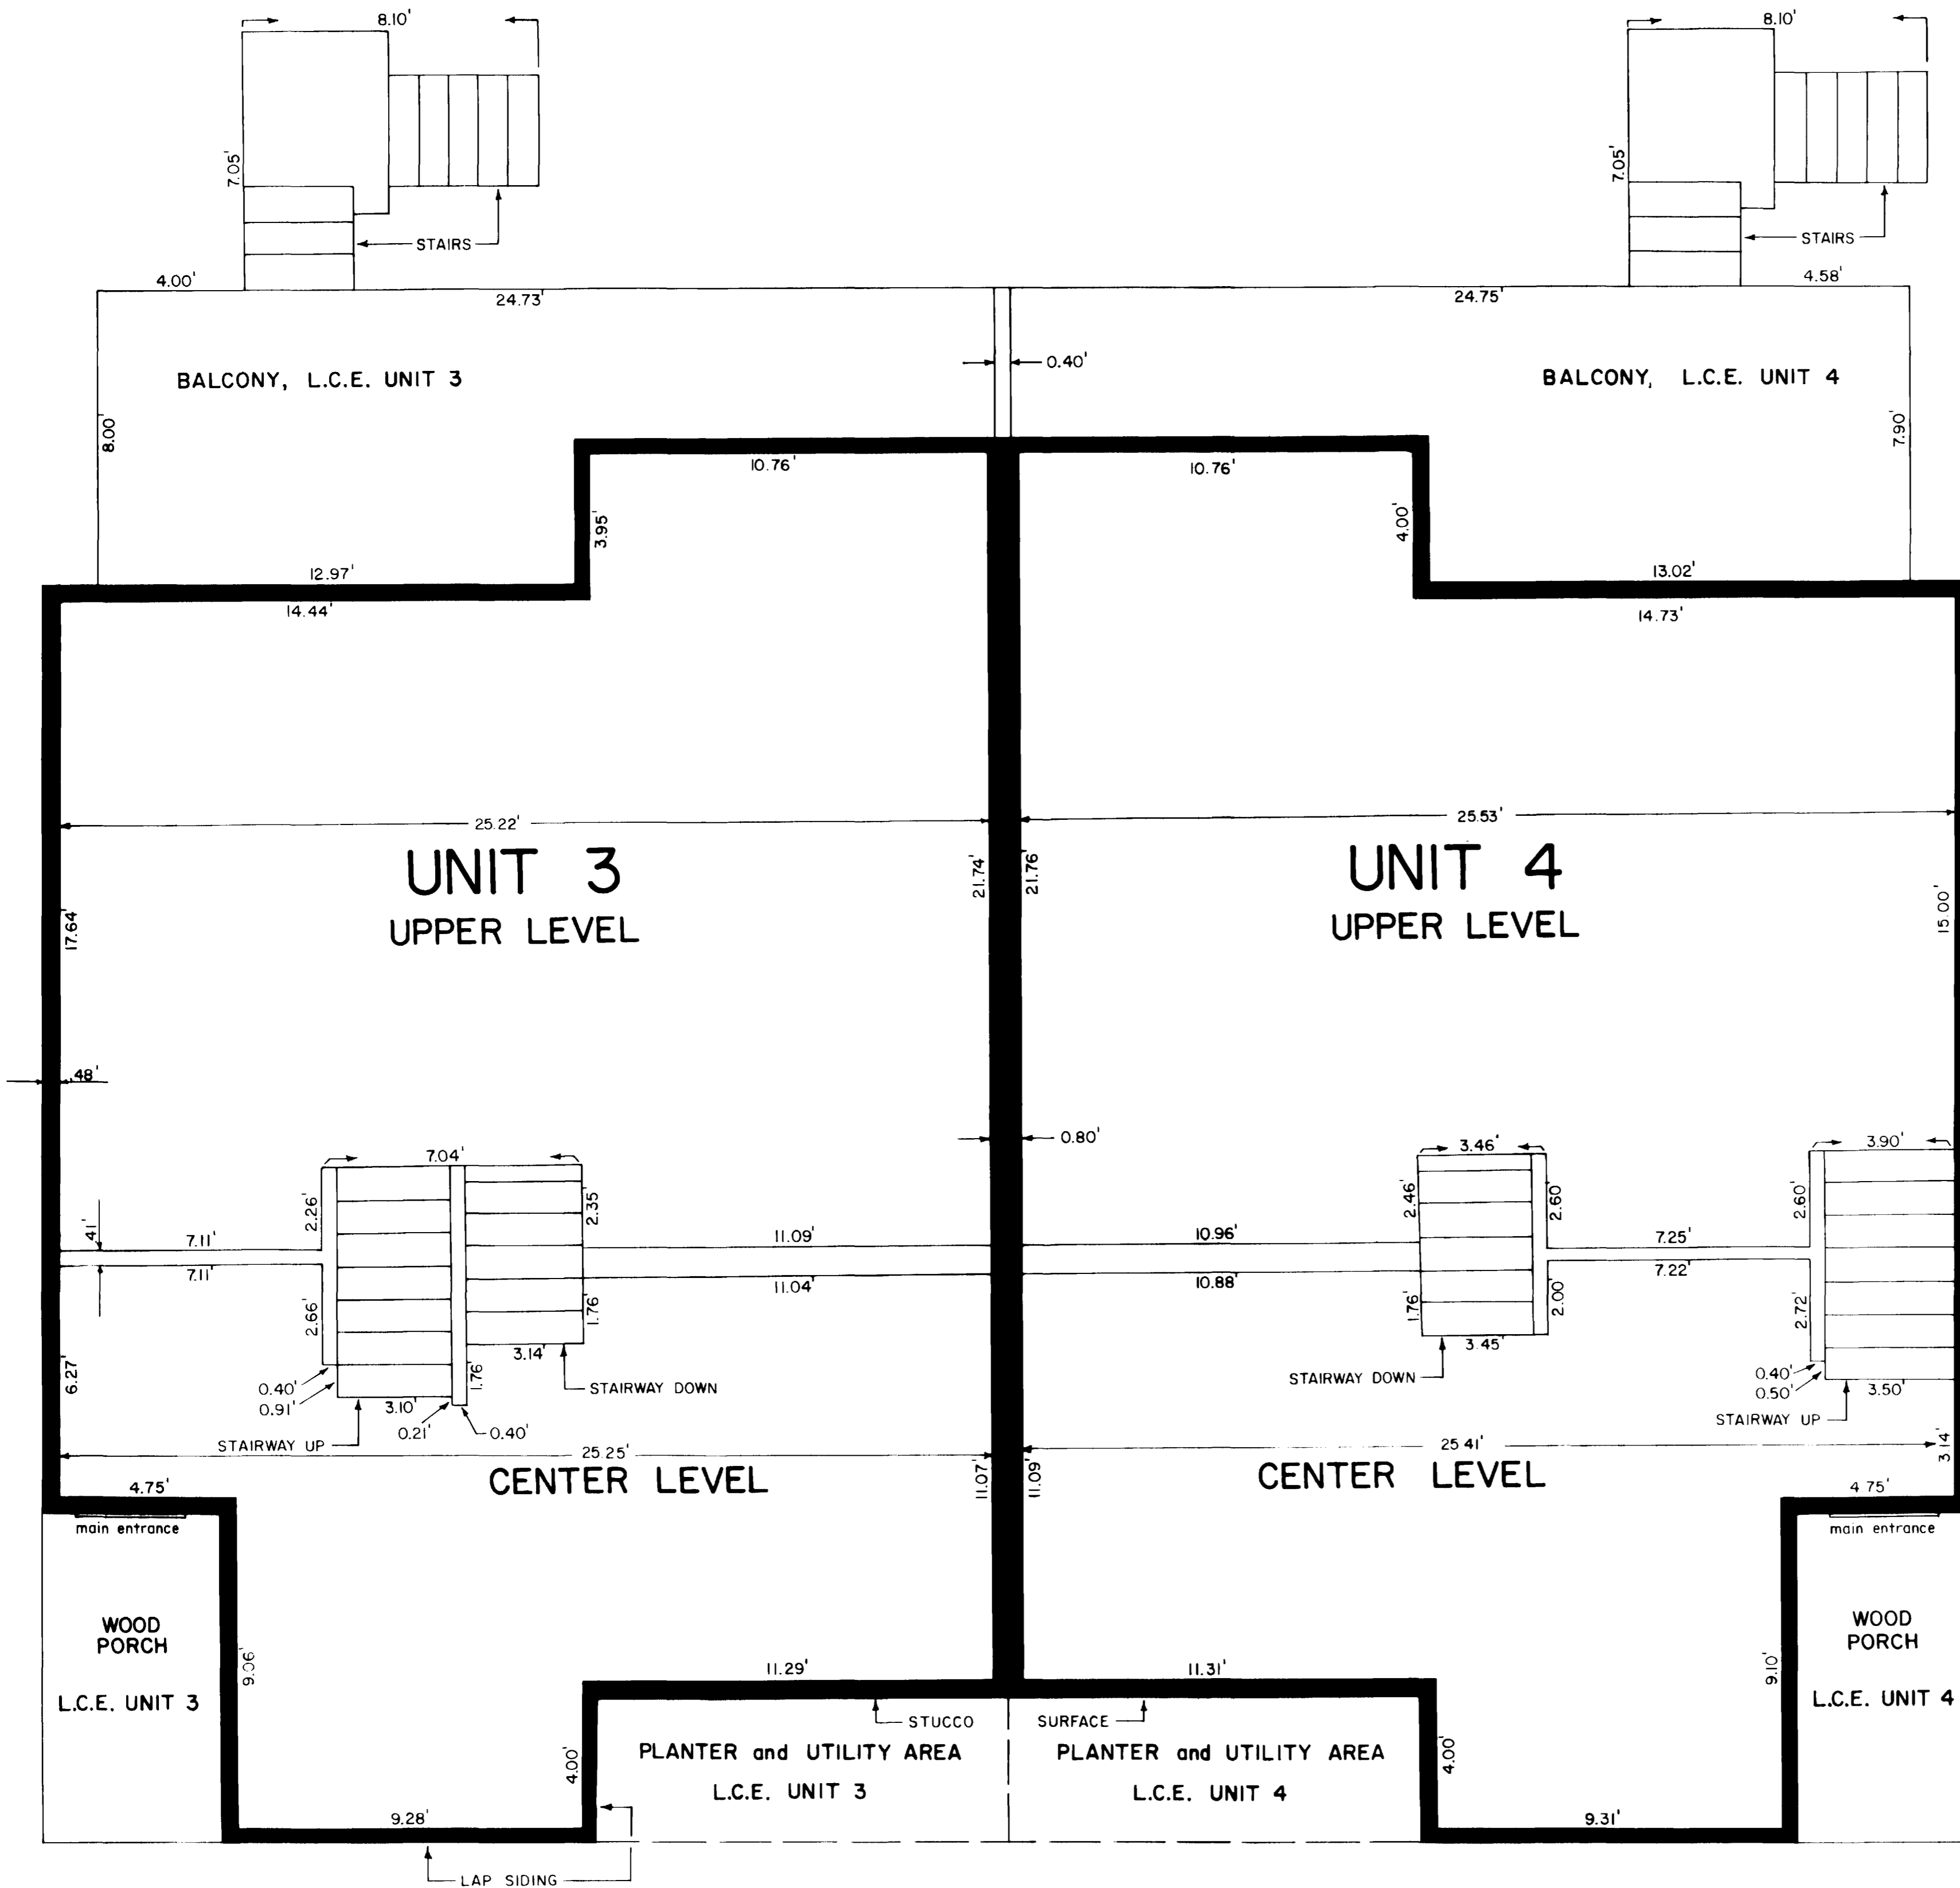 8.10'
8.10'
7.05'
7.05'
STAIRS
STAIRS
4.00'
24.73'
24.75'
4.58'
0.40'
BALCONY, L.C.E. UNIT 3
BALCONY, L.C.E. UNIT 4
8.00'
7.90'
10.76'
10.76'
3.95'
4.00'
12.97'
13.02'
14.44'
14.73'
25.22'
25.53'
UNIT 3
UPPER LEVEL
UNIT 4
UPPER LEVEL
21.74'
21.76'
17.64'
15.00'
.48'
0.80'
7.04'
3.46'
3.90'
2.26'
2.35'
2.46'
2.60'
2.60'
.41'
7.11'
11.09'
10.96'
7.25'
7.11'
11.04'
10.88'
7.22'
2.66'
1.76'
1.76'
2.00'
2.72'
3.14'
3.45'
6.27'
1.76'
0.40'
0.91'
3.10'
0.21'
0.40'
STAIRWAY DOWN
STAIRWAY DOWN
0.40'
0.50'
3.50'
STAIRWAY UP
STAIRWAY UP
25.25'
25.41'
3.14'
CENTER LEVEL
CENTER LEVEL
11.07'
11.09'
4.75'
4.75'
main entrance
main entrance
WOOD
PORCH
L.C.E. UNIT 3
WOOD
PORCH
L.C.E. UNIT 4
9.06'
9.10'
11.29'
11.31'
STUCCO
SURFACE
4.00'
4.00'
PLANTER and UTILITY AREA
L.C.E. UNIT 3
PLANTER and UTILITY AREA
L.C.E. UNIT 4
9.28'
9.31'
LAP SIDING